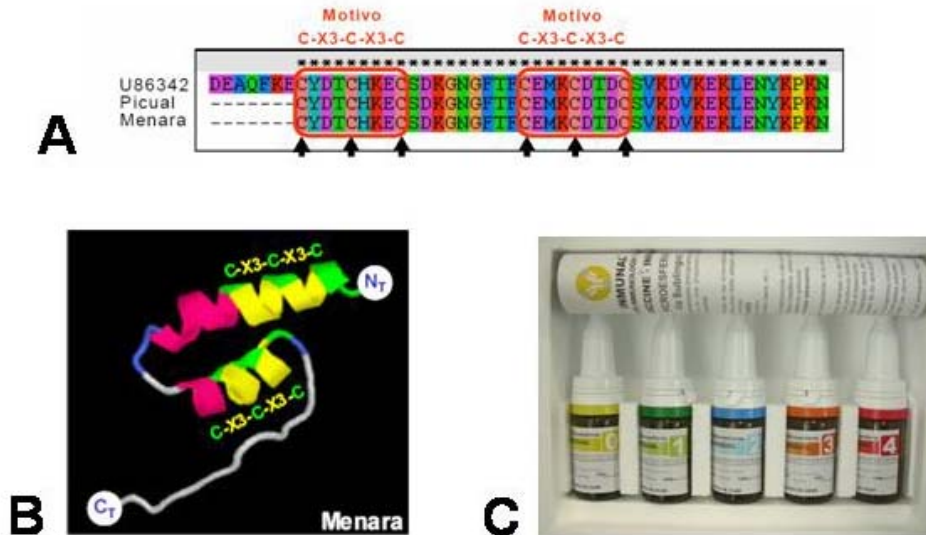 Motivo Motivo
C-X3-C-X3-C C-X3-C-X3-C
*******************************************
U86342 DEAQFKECYDTCHKECSDKGNGFTFCEMKCDTDCSVKDVKEKLENYKPKN
Picual -------CYDTCHKECSDKGNGFTFCEMKCDTDCSVKDVKEKLENYKPKN
Menara -------CYDTCHKECSDKGNGFTFCEMKCDTDCSVKDVKEKLENYKPKN
A
C-X3-C-X3-C
NT
C-X3-C-X3-C
CT
Menara
B
0 1 2 3 4
C